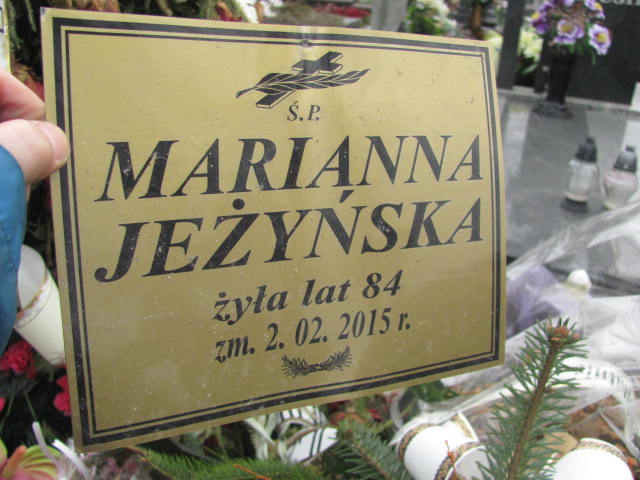 Ś.P.
MARIANNA
JEŻYŃSKA
żyła lat 84
zm. 2. 02. 2015 r.